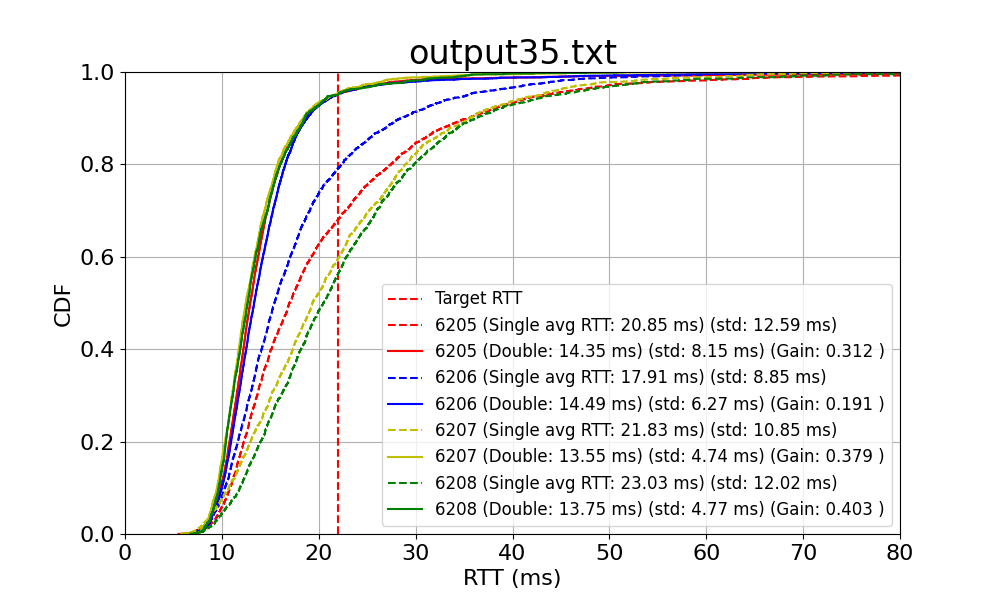 output35.txt
1.0
0.8
0.6
0.4
0.2
0.0
CDF
0 10 20 30 40 50 60 70 80
RTT (ms)
Target RTT
6205 (Single avg RTT: 20.85 ms) (std: 12.59 ms)
6205 (Double: 14.35 ms) (std: 8.15 ms) (Gain: 0.312 )
6206 (Single avg RTT: 17.91 ms) (std: 8.85 ms)
6206 (Double: 14.49 ms) (std: 6.27 ms) (Gain: 0.191 )
6207 (Single avg RTT: 21.83 ms) (std: 10.85 ms)
6207 (Double: 13.55 ms) (std: 4.74 ms) (Gain: 0.379 )
6208 (Single avg RTT: 23.03 ms) (std: 12.02 ms)
6208 (Double: 13.75 ms) (std: 4.77 ms) (Gain: 0.403 )